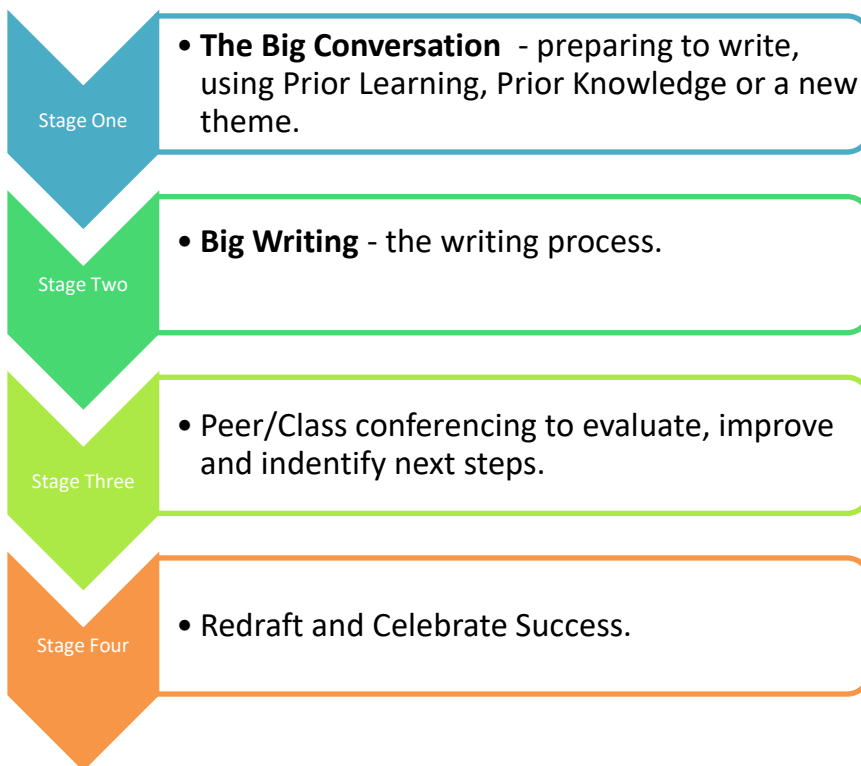 Stage One
• The Big Conversation - preparing to write,
using Prior Learning, Prior Knowledge or a new
theme.
Stage Two
• Big Writing - the writing process.
Stage Three
• Peer/Class conferencing to evaluate, improve
and indentify next steps.
Stage Four
• Redraft and Celebrate Success.